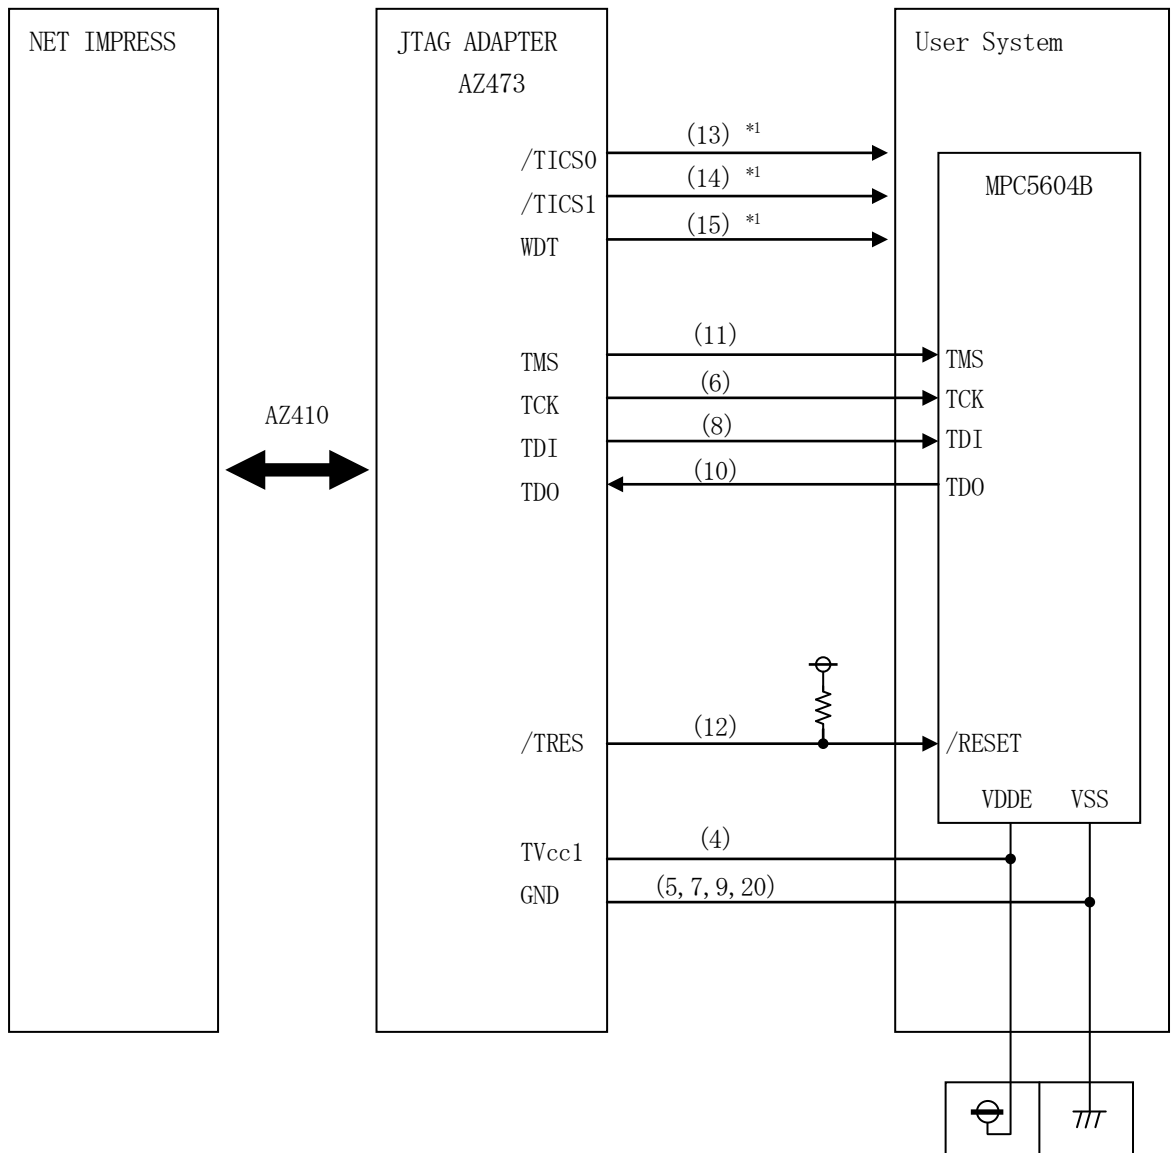 NET IMPRESS
JTAG ADAPTER
AZ473
User System
/TICS0
(13) *1
/TICS1
(14) *1
WDT
(15) *1
MPC5604B
AZ410
TMS
(11)
TMS
TCK
(6)
TCK
TDI
(8)
TDI
TDO
(10)
TDO
/TRES
(12)
/RESET
VDDE
VSS
TVcc1
(4)
GND
(5,7,9,20)